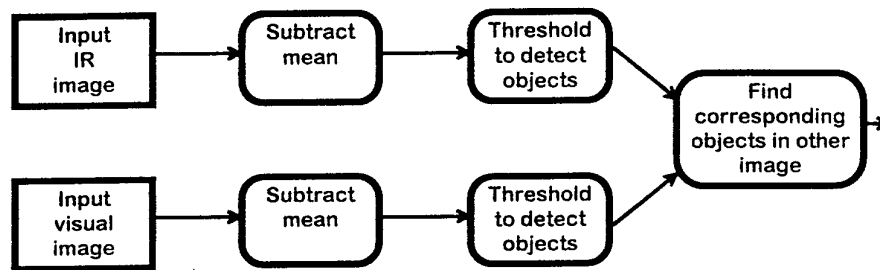 Input
IR
image
Subtract
mean
Threshold
to detect
objects
Find
corresponding
objects in other
image
Input
visual
image
Subtract
mean
Threshold
to detect
objects